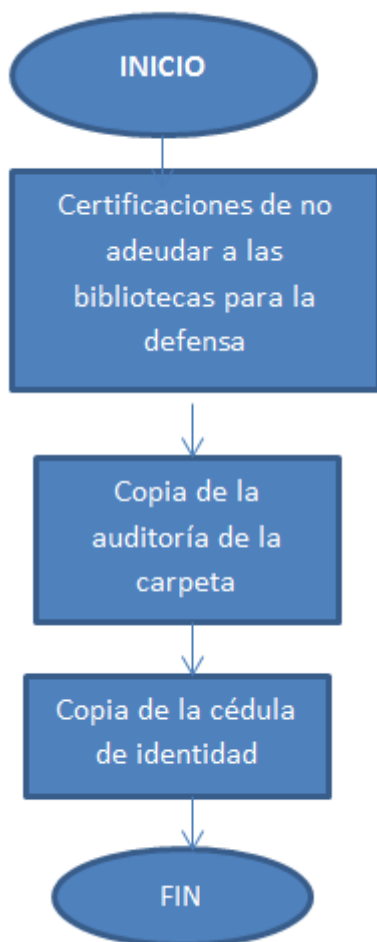 INICIO
Certificaciones de no
adeudar a las
bibliotecas para la
defensa
Copia de la
auditoría de la
carpeta
Copia de la cédula
de identidad
FIN